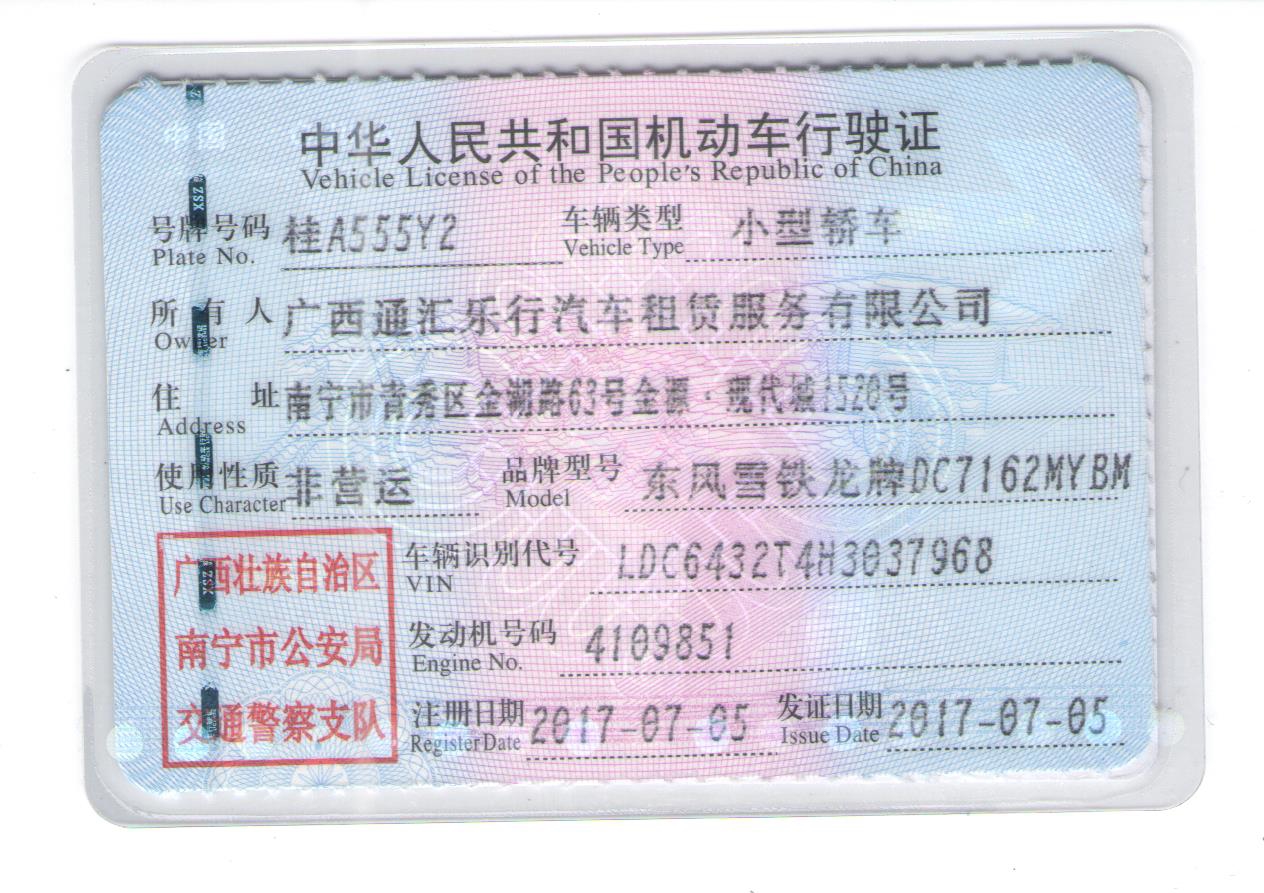 中华人民共和国机动车行驶证
Vehicle License of the People's Republic of China
号牌号码 桂A555Y2 车辆类型 小型轿车
Plate No. Vehicle Type
所有人 广西通汇乐行汽车租赁服务有限公司
Owner
住址 南宁市青秀区金湖路63号金源·现代城1520号
Address
使用性质 非营运 品牌型号 东风雪铁龙牌DC7162MYBM
Use Character Model
车辆识别代号 LDC6432T4H3037968
VIN
发动机号码 4109851
Engine No.
注册日期 2017-07-05 发证日期 2017-07-05
Register Date Issue Date
广西壮族自治区
南宁市公安局
交通警察支队
XSZ
XSZ